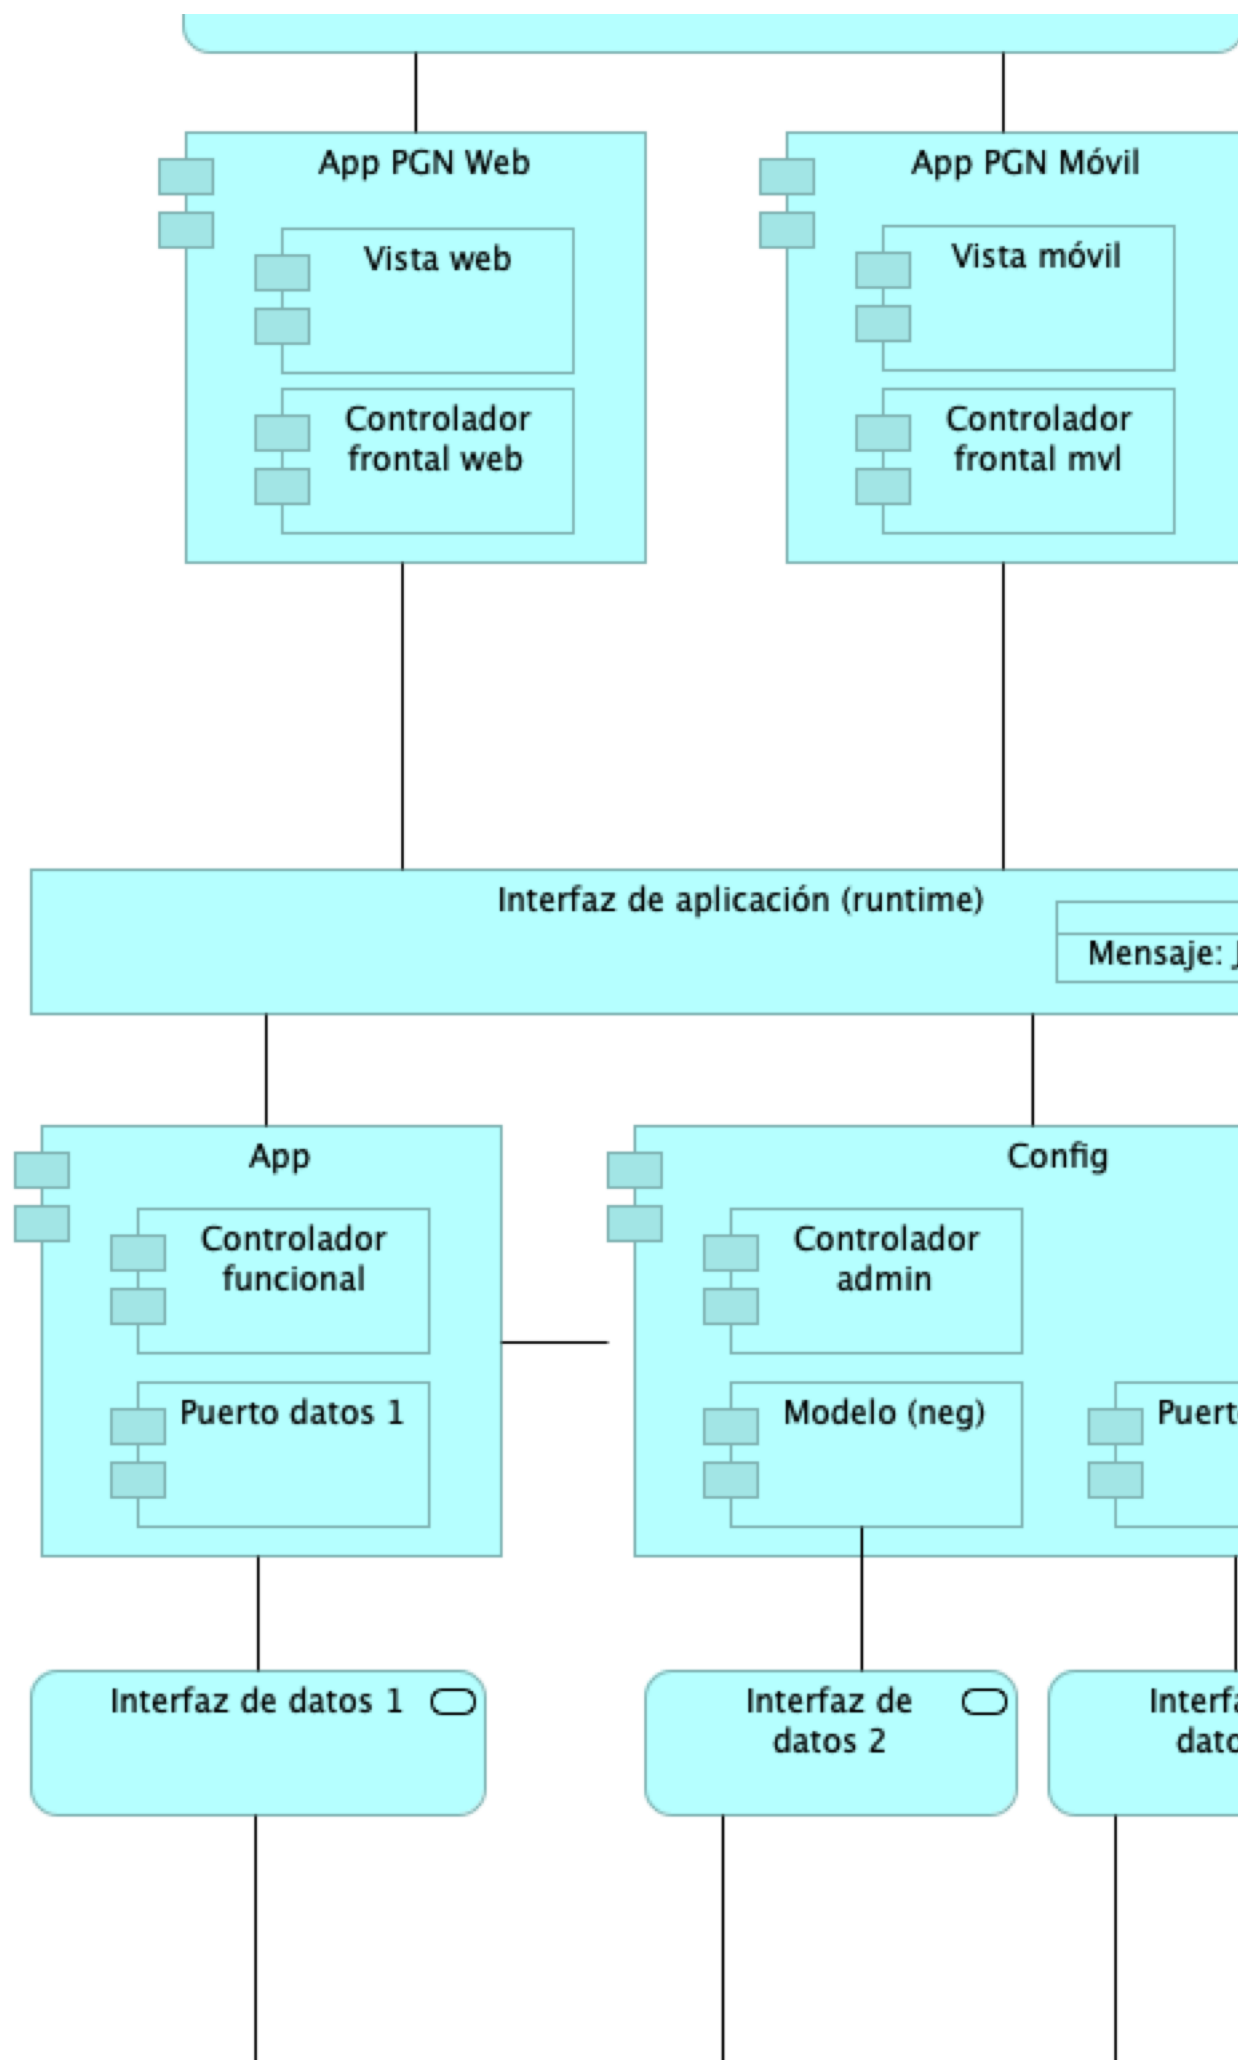 App PGN Web
App PGN Móvil
Vista web
Vista móvil
Controlador
frontal web
Controlador
frontal mvl
Interfaz de aplicación (runtime)
Mensaje:
App
Config
Controlador
funcional
Controlador
admin
Puerto datos 1
Modelo (neg)
Interfaz de datos 1
Interfaz de
datos 2